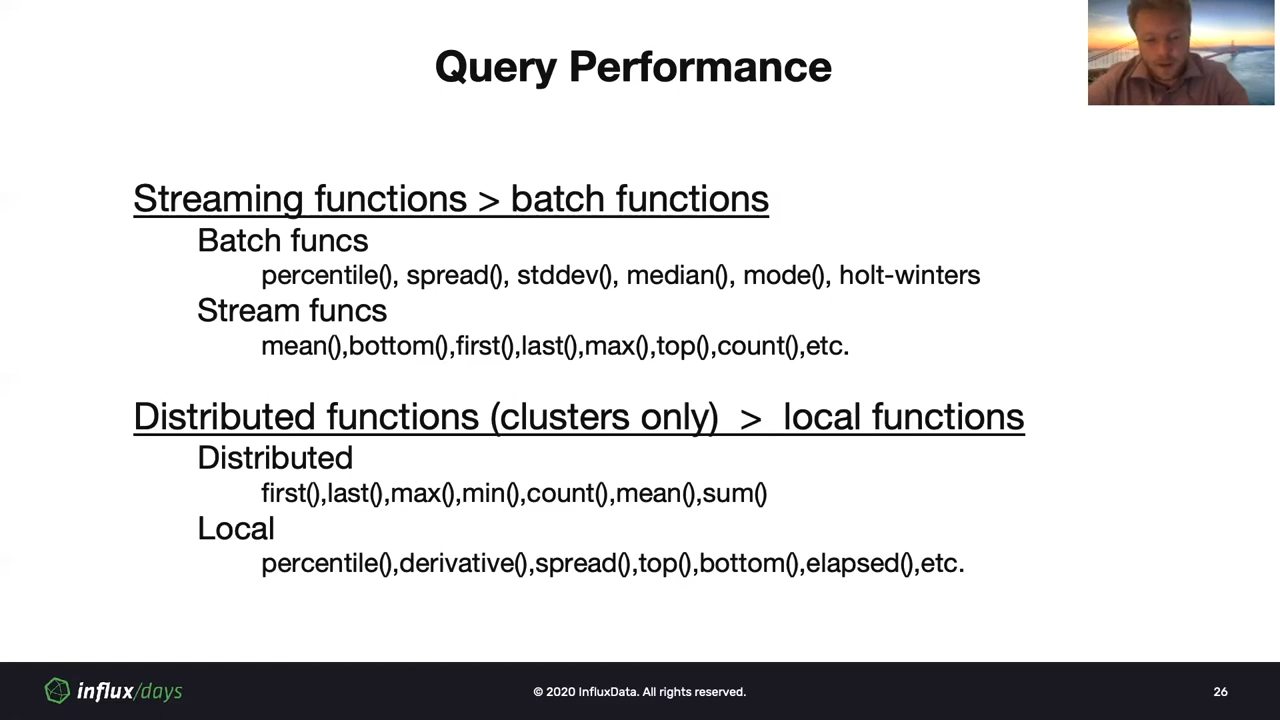 Query Performance
Streaming functions > batch functions
Batch funcs
percentile(), spread(), stddev(), median(), mode(), holt-winters
Stream funcs
mean(),bottom(),first(),last(),max(),top(),count(),etc.
Distributed functions (clusters only)  >  local functions
Distributed
first(),last(),max(),min(),count(),mean(),sum()
Local
percentile(),derivative(),spread(),top(),bottom(),elapsed(),etc.
influx/days
© 2020 InfluxData. All rights reserved.
26